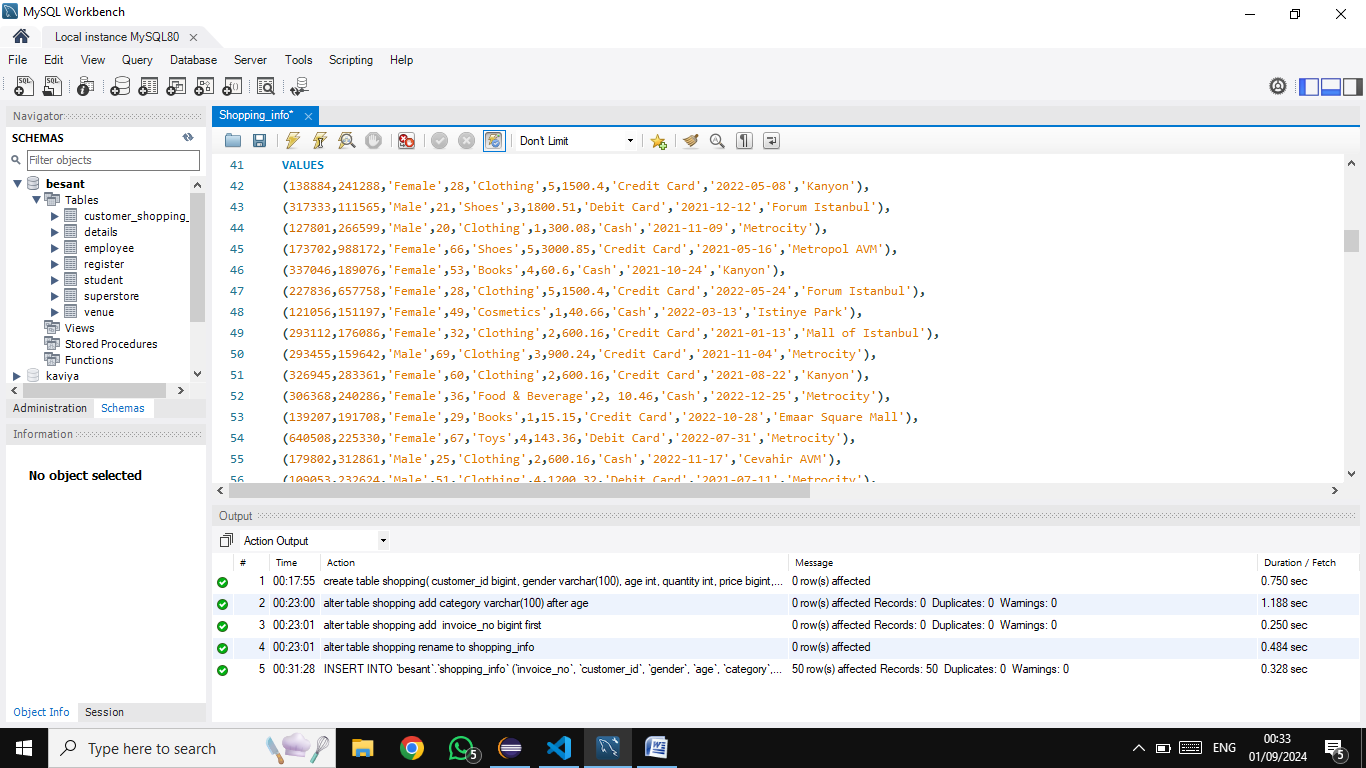 MySQL Workbench
Local instance MySQL80
File Edit View Query Database Server Tools Scripting Help
Navigator
SCHEMAS
Filter objects
besant
Tables
customer_shopping_
details
employee
register
student
superstore
venue
Views
Stored Procedures
Functions
kaviya
Administration Schemas
Information
No object selected
Object Info Session
Shopping_info*
Don't Limit
41 VALUES
42 (138884,241288,'Female',28,'Clothing',5,1500.4,'Credit Card','2022-05-08','Kanyon'),
43 (317333,111565,'Male',21,'Shoes',3,1800.51,'Debit Card','2021-12-12','Forum Istanbul'),
44 (127801,266599,'Male',20,'Clothing',1,300.08,'Cash','2021-11-09','Metrocity'),
45 (173702,988172,'Female',66,'Shoes',5,3000.85,'Credit Card','2021-05-16','Metropol AVM'),
46 (337046,189076,'Female',53,'Books',4,60.6,'Cash','2021-10-24','Kanyon'),
47 (227836,657758,'Female',28,'Clothing',5,1500.4,'Credit Card','2022-05-24','Forum Istanbul'),
48 (121056,151197,'Female',49,'Cosmetics',1,40.66,'Cash','2022-03-13','Istinye Park'),
49 (293112,176086,'Female',32,'Clothing',2,600.16,'Credit Card','2021-01-13','Mall of Istanbul'),
50 (293455,159642,'Male',69,'Clothing',3,900.24,'Credit Card','2021-11-04','Metrocity'),
51 (326945,283361,'Female',60,'Clothing',2,600.16,'Credit Card','2021-08-22','Kanyon'),
52 (306368,240286,'Female',36,'Food & Beverage',2, 10.46,'Cash','2022-12-25','Metrocity'),
53 (139207,191708,'Female',29,'Books',1,15.15,'Credit Card','2022-10-28','Emaar Square Mall'),
54 (640508,225330,'Female',67,'Toys',4,143.36,'Debit Card','2022-07-31','Metrocity'),
55 (179802,312861,'Male',25,'Clothing',2,600.16,'Cash','2022-11-17','Cevahir AVM'),
56 (109053,232624,'Male',51,'Clothing',4,1200.32,'Debit Card','2021-07-11','Metrocity'),
Output
Action Output
# Time Action Message Duration / Fetch
1 00:17:55 create table shopping( customer_id bigint, gender varchar(100), age int, quantity int, price bigint,... 0 row(s) affected 0.750 sec
2 00:23:00 alter table shopping add category varchar(100) after age 0 row(s) affected Records: 0 Duplicates: 0 Warnings: 0 1.188 sec
3 00:23:01 alter table shopping add invoice_no bigint first 0 row(s) affected Records: 0 Duplicates: 0 Warnings: 0 0.250 sec
4 00:23:01 alter table shopping rename to shopping_info 0 row(s) affected 0.484 sec
5 00:31:28 INSERT INTO `besant`.`shopping_info` (`invoice_no`, `customer_id`, `gender`, `age`, `category`,... 50 row(s) affected Records: 50 Duplicates: 0 Warnings: 0 0.328 sec
Type here to search
5
ENG
00:33
01/09/2024
5